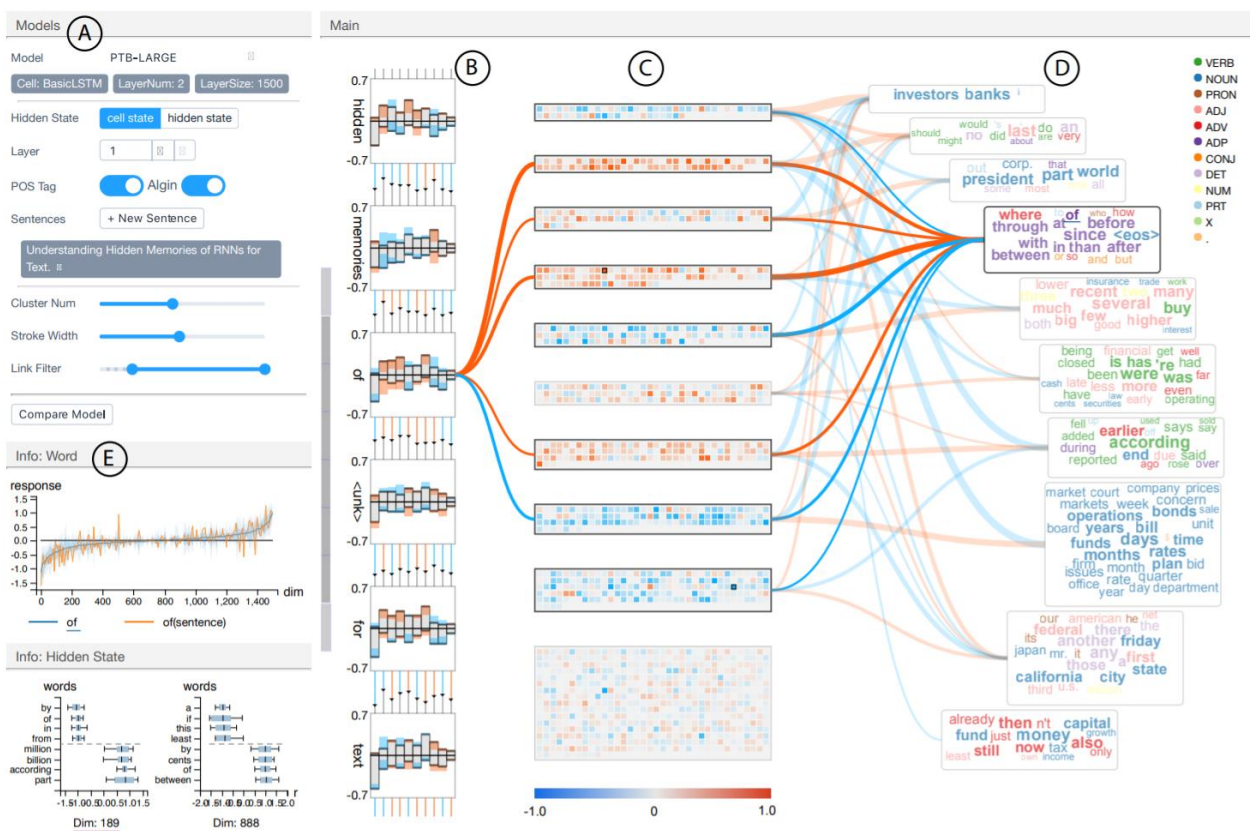 Models
A
Model PTB-LARGE
Cell: BasicLSTM LayerNum: 2 LayerSize: 1500
Hidden State cell state hidden state
Layer 1
POS Tag Algin
Sentences + New Sentence
Understanding Hidden Memories of RNNs for
Text.
Cluster Num
Stroke Width
Link Filter
Compare Model
Info: Word E
response
1.5
1.0
0.5
0.0
-0.5
-1.0
-1.5
0 200 400 600 800 1,000 1,200 1,400 dim
of of(sentence)
Info: Hidden State
words
by
of
in
from
million
billion
according
part
Dim: 189
words
a
if
this
least
by
cents
of
between
Dim: 888
Main
B
0.7
hidden
-0.7
0.7
memories
-0.7
0.7
of
-0.7
0.7
<unk>
-0.7
0.7
for
-0.7
0.7
text
-0.7
C
-1.0 0 1.0
D
investors banks
would do an
should no did last
might about are very
out corp. that
president part world
some most all
where of who how
through at before
since <eos>
with in than after
between or so and but
insurance trade work
lower recent many
much several buy
both big few good higher
interest
being financial get well
closed is has 're had
been were was far
cash late less more even
have law early operating
cents securities
fell up used sold
added earlier says say
during according
end due said
reported ago rose over
market court company prices
markets week concern
operations bonds sale
board years bill unit
funds days time
months rates
firm month plan bid
issues rate quarter
office year day department
our american he net
its federal there the
another friday
japan mr. it any first
those a state
california city
third u.s.
already then n't capital
fund just money growth
least still now tax also only
own income
VERB
NOUN
PRON
ADJ
ADV
ADP
CONJ
DET
NUM
PRT
X
.